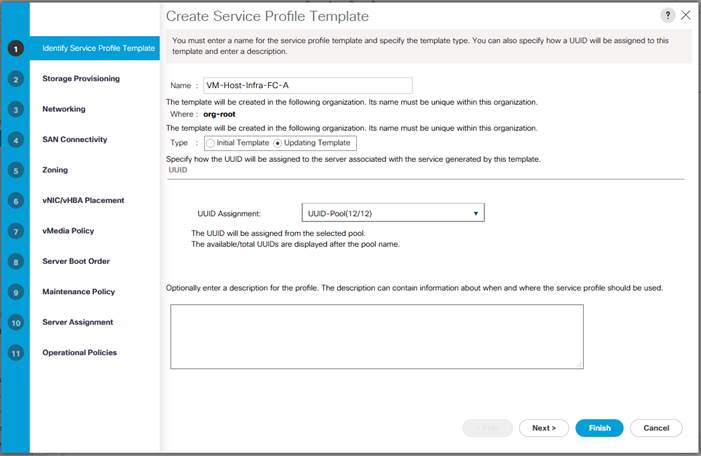 Create Service Profile Template
?
1 Identify Service Profile Template
2 Storage Provisioning
3 Networking
4 SAN Connectivity
5 Zoning
6 vNIC/vHBA Placement
7 vMedia Policy
8 Server Boot Order
9 Maintenance Policy
10 Server Assignment
11 Operational Policies
You must enter a name for the service profile template and specify the template type. You can also specify how a UUID will be assigned to this
template and enter a description.
Name : VM-Host-Infra-FC-A
The template will be created in the following organization. Its name must be unique within this organization.
Where : org-root
The template will be created in the following organization. Its name must be unique within this organization.
Type : Initial Template Updating Template
Specify how the UUID will be assigned to the server associated with the service generated by this template.
UUID
UUID Assignment: UUID-Pool(12/12)
The UUID will be assigned from the selected pool.
The available/total UUIDs are displayed after the pool name.
Optionally enter a description for the profile. The description can contain information about when and where the service profile should be used.
< Prev Next > Finish Cancel